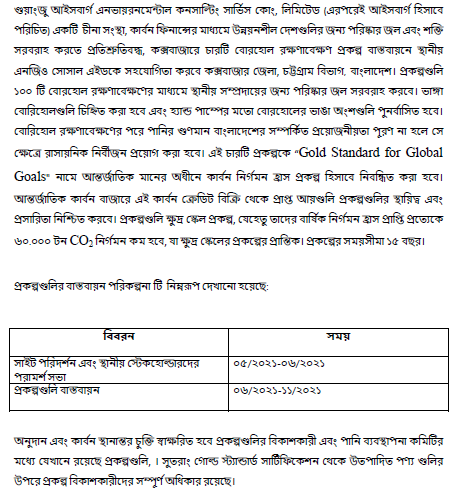 গুয়াংজু আইসবার্গ এনভায়রনমেন্টাল কনসাল্টিং সার্ভিস কোং, লিমিটেড (এরপরেই আইসবার্গ হিসাবে
পরিচিত) একটি চীনা সংস্থা, কার্বন ফিনান্সের মাধ্যমে উন্নয়নশীল দেশগুলির জন্য পরিষ্কার জল এবং শক্তি
সরবরাহ করতে প্রতিশ্রুতিবদ্ধ, কক্সবাজারে চারটি বোরহোল রক্ষণাবেক্ষণ প্রকল্প বাস্তবায়নে স্থানীয়
এনজিও সোসাল এইডকে সহযোগিতা করবে কক্সবাজার জেলা, চট্টগ্রাম বিভাগ, বাংলাদেশ। প্রকল্পগুলি
১০০ টি বোরহোল রক্ষণাবেক্ষণের মাধ্যমে স্থানীয় সম্প্রদায়ের জন্য পরিষ্কার জল সরবরাহ করবে। ভাঙ্গা
বোরিহোলগুলি চিহ্নিত করা হবে এবং হ্যান্ড পাম্পের মতো বোরহোলের ভাঙা অংশগুলি পুনর্বাসিত হবে।
বোরিহোল রক্ষণাবেক্ষণের পরে পানির গুণমান বাংলাদেশের সম্পর্কিত প্রয়োজনীয়তা পূরণ না হলে সে
ক্ষেত্রে রাসায়নিক নির্বীজন প্রয়োগ করা হবে। এই চারটি প্রকল্পকে “Gold Standard for Global
Goals” নামে আন্তর্জাতিক মানের অধীনে কার্বন নির্গমন হ্রাস প্রকল্প হিসাবে নিবন্ধিত করা হবে।
আন্তর্জাতিক কার্বন বাজারে এই কার্বন ক্রেডিট বিক্রি থেকে প্রাপ্ত আয়গুলি প্রকল্পগুলির স্থায়িত্ব এবং
প্রসারিতা নিশ্চিত করবে। প্রকল্পগুলি ক্ষুদ্র স্কেল প্রকল্প, যেহেতু তাদের বার্ষিক নির্গমন হ্রাস প্রাপ্তি প্রত্যেকে
৬০.০০০ টন CO2 নির্গমন কম হবে, যা ক্ষুদ্র স্কেলের প্রকল্পের প্রান্তিক। প্রকল্পের সময়সীমা ১৫ বছর।
প্রকল্পগুলির বাস্তবায়ন পরিকল্পনা টি নিম্নরূপ দেখানো হয়েছে:
বিবরন সময়
সাইট পরিদর্শন এবং স্থানীয় স্টেকহোল্ডারদের ০৫/২০২১-০৬/২০২১
পরামর্শ সভা
প্রকল্পগুলি বাস্তবায়ন ০৬/২০২১-১১/২০২১
অনুদান এবং কার্বন স্থানান্তর চুক্তি স্বাক্ষরিত হবে প্রকল্পগুলির বিকাশকারী এবং পানি ব্যবস্থাপনা কমিটির
মধ্যে যেখানে রয়েছে প্রকল্পগুলি, । সুতরাং গোল্ড স্ট্যান্ডার্ড সার্টিফিকেশন থেকে উতপাদিত পণ্য গুলির
উপরে প্রকল্প বিকাশকারীদের সম্পূর্ণ অধিকার রয়েছে।